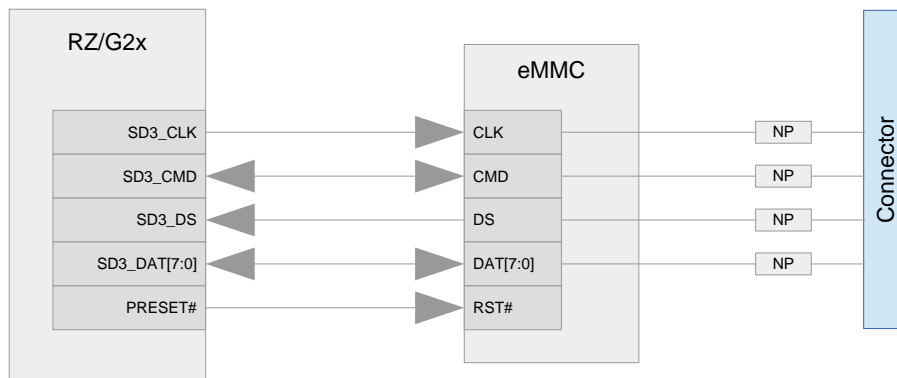 RZ/G2x
eMMC
SD3_CLK
CLK
NP
SD3_CMD
CMD
NP
SD3_DS
DS
NP
SD3_DAT[7:0]
DAT[7:0]
NP
PRESET#
RST#
Connector